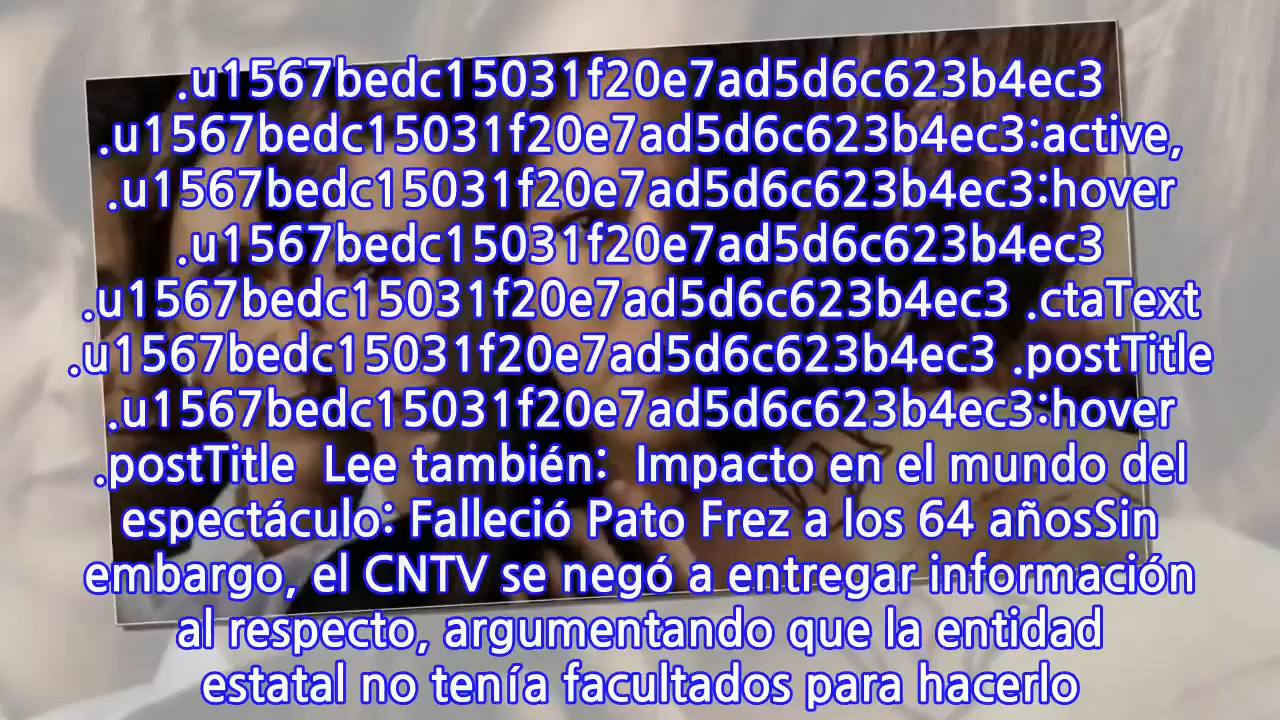 .u1567bedc15031f20e7ad5d6c623b4ec3
.u1567bedc15031f20e7ad5d6c623b4ec3:active,
.u1567bedc15031f20e7ad5d6c623b4ec3:hover
.u1567bedc15031f20e7ad5d6c623b4ec3
.u1567bedc15031f20e7ad5d6c623b4ec3 .ctaText
.u1567bedc15031f20e7ad5d6c623b4ec3 .postTitle
.u1567bedc15031f20e7ad5d6c623b4ec3:hover
.postTitle  Lee también:  Impacto en el mundo del
espectáculo: Falleció Pato Frez a los 64 añosSin
embargo, el CNTV se negó a entregar información
al respecto, argumentando que la entidad
estatal no tenía facultados para hacerlo